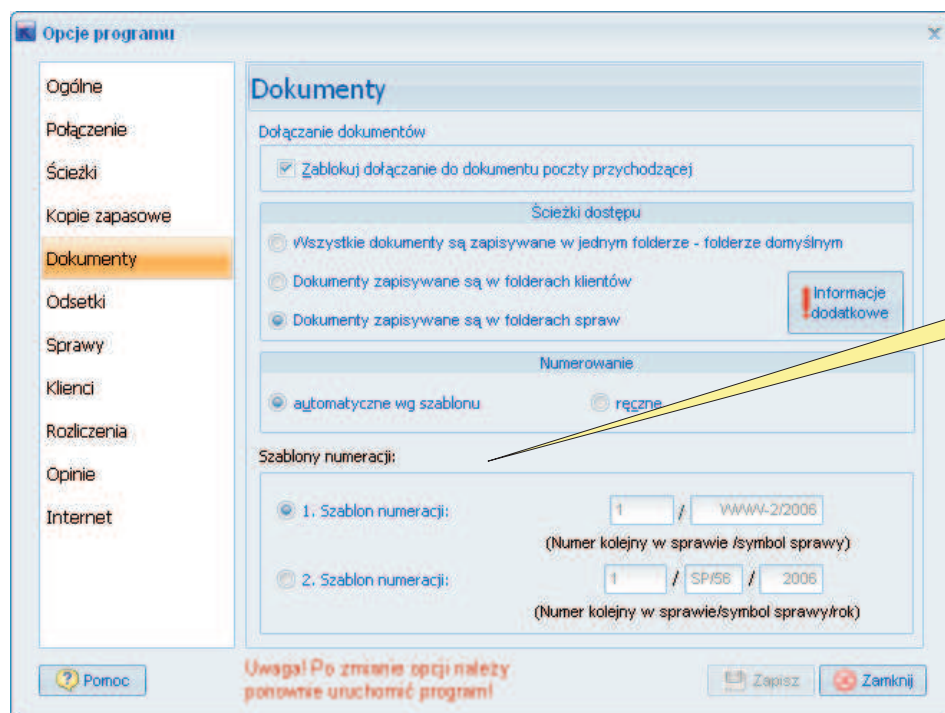 Opcje programu
Ogólne
Połączenie
Ścieżki
Kopie zapasowe
Dokumenty
Odsetki
Sprawy
Klienci
Rozliczenia
Opinie
Internet
Dokumenty
Dołączanie dokumentów
Zablokuj dołączanie do dokumentu poczty przychodzącej
Ścieżki dostępu
Wszystkie dokumenty są zapisywane w jednym folderze - folderze domyślnym
Dokumenty zapisywane są w folderach klientów
Dokumenty zapisywane są w folderach spraw
Informacje
dodatkowe
Numerowanie
automatyczne wg szablonu
ręczne
Szablony numeracji:
1. Szablon numeracji:
1 / WWW-2/2006
(Numer kolejny w sprawie /symbol sprawy)
2. Szablon numeracji:
1 / SP/56 / 2006
(Numer kolejny w sprawie/symbol sprawy/rok)
Pomoc
Uwaga! Po zmianie opcji należy
ponownie uruchomić program!
Zapisz
Zamknij